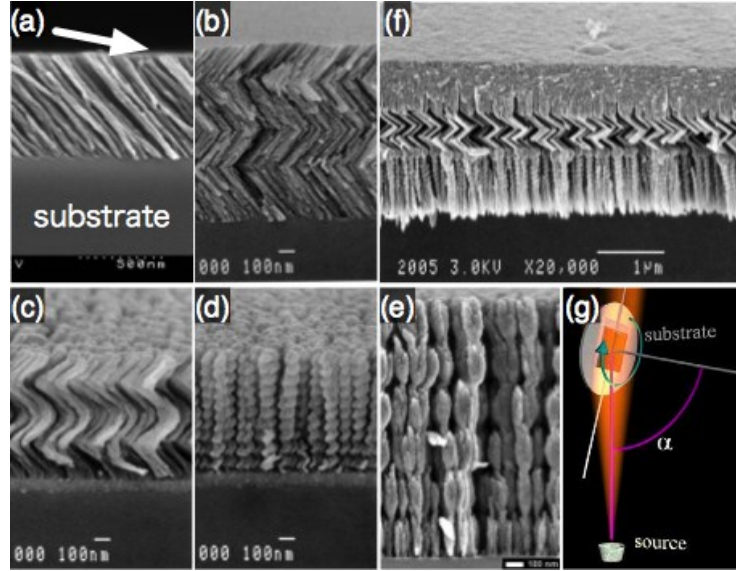 (a)
substrate
V
500nm
(b)
000 100nm
(f)
2005 3.0KV X20,000 1µm
(c)
000 100nm
(d)
000 100nm
(e)
100 nm
(g)
substrate
α
source